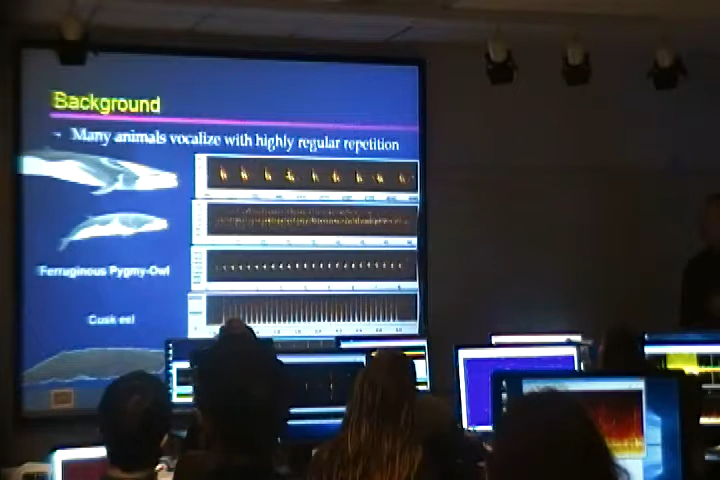 Background
- Many animals vocalize with highly regular repetition
Ferruginous Pygmy-Owl
Cusk eel